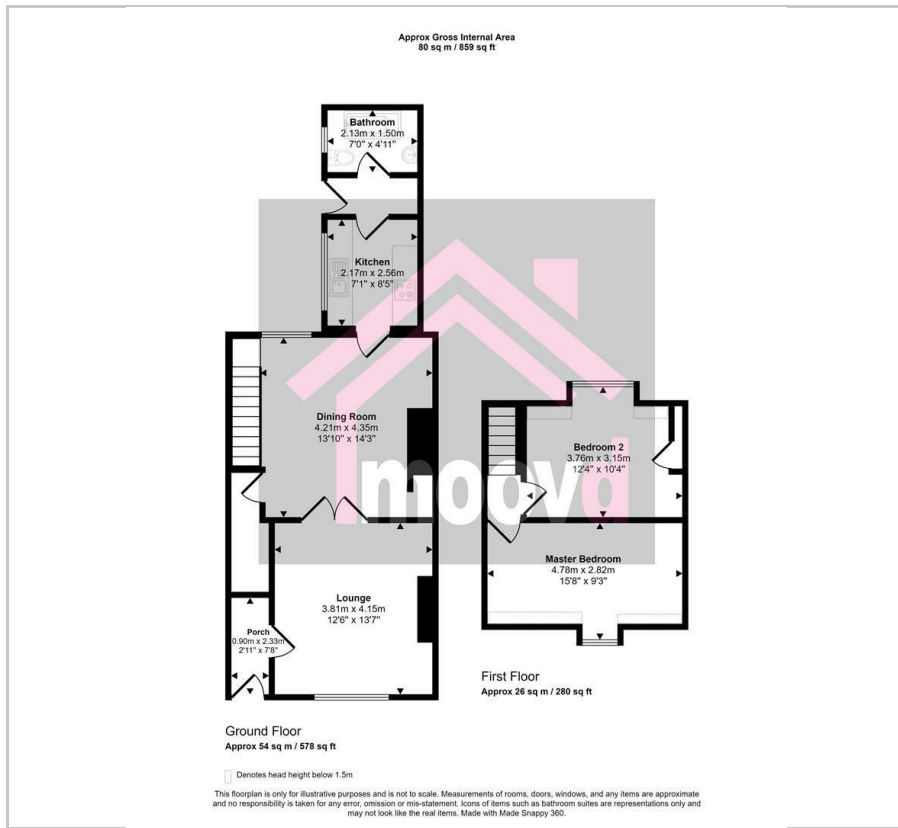 Approx Gross Internal Area
80 sq m / 859 sq ft
Bathroom
2.13m x 1.50m
7'0" x 4'11"
Kitchen
2.17m x 2.56m
7'1" x 8'5"
Dining Room
4.21m x 4.35m
13'10" x 14'3"
Bedroom 2
3.76m x 3.15m
12'4" x 10'4"
moovd
Master Bedroom
4.78m x 2.82m
15'8" x 9'3"
Lounge
3.81m x 4.15m
12'6" x 13'7"
Porch
0.90m x 2.33m
2'11" x 7'8"
First Floor
Approx 26 sq m / 280 sq ft
Ground Floor
Approx 54 sq m / 578 sq ft
Denotes head height below 1.5m
This floorplan is only for illustrative purposes and is not to scale. Measurements of rooms, doors, windows, and any items are approximate
and no responsibility is taken for any error, omission or mis-statement. Icons of items such as bathroom suites are representations only and
may not look like the real items. Made with Made Snappy 360.